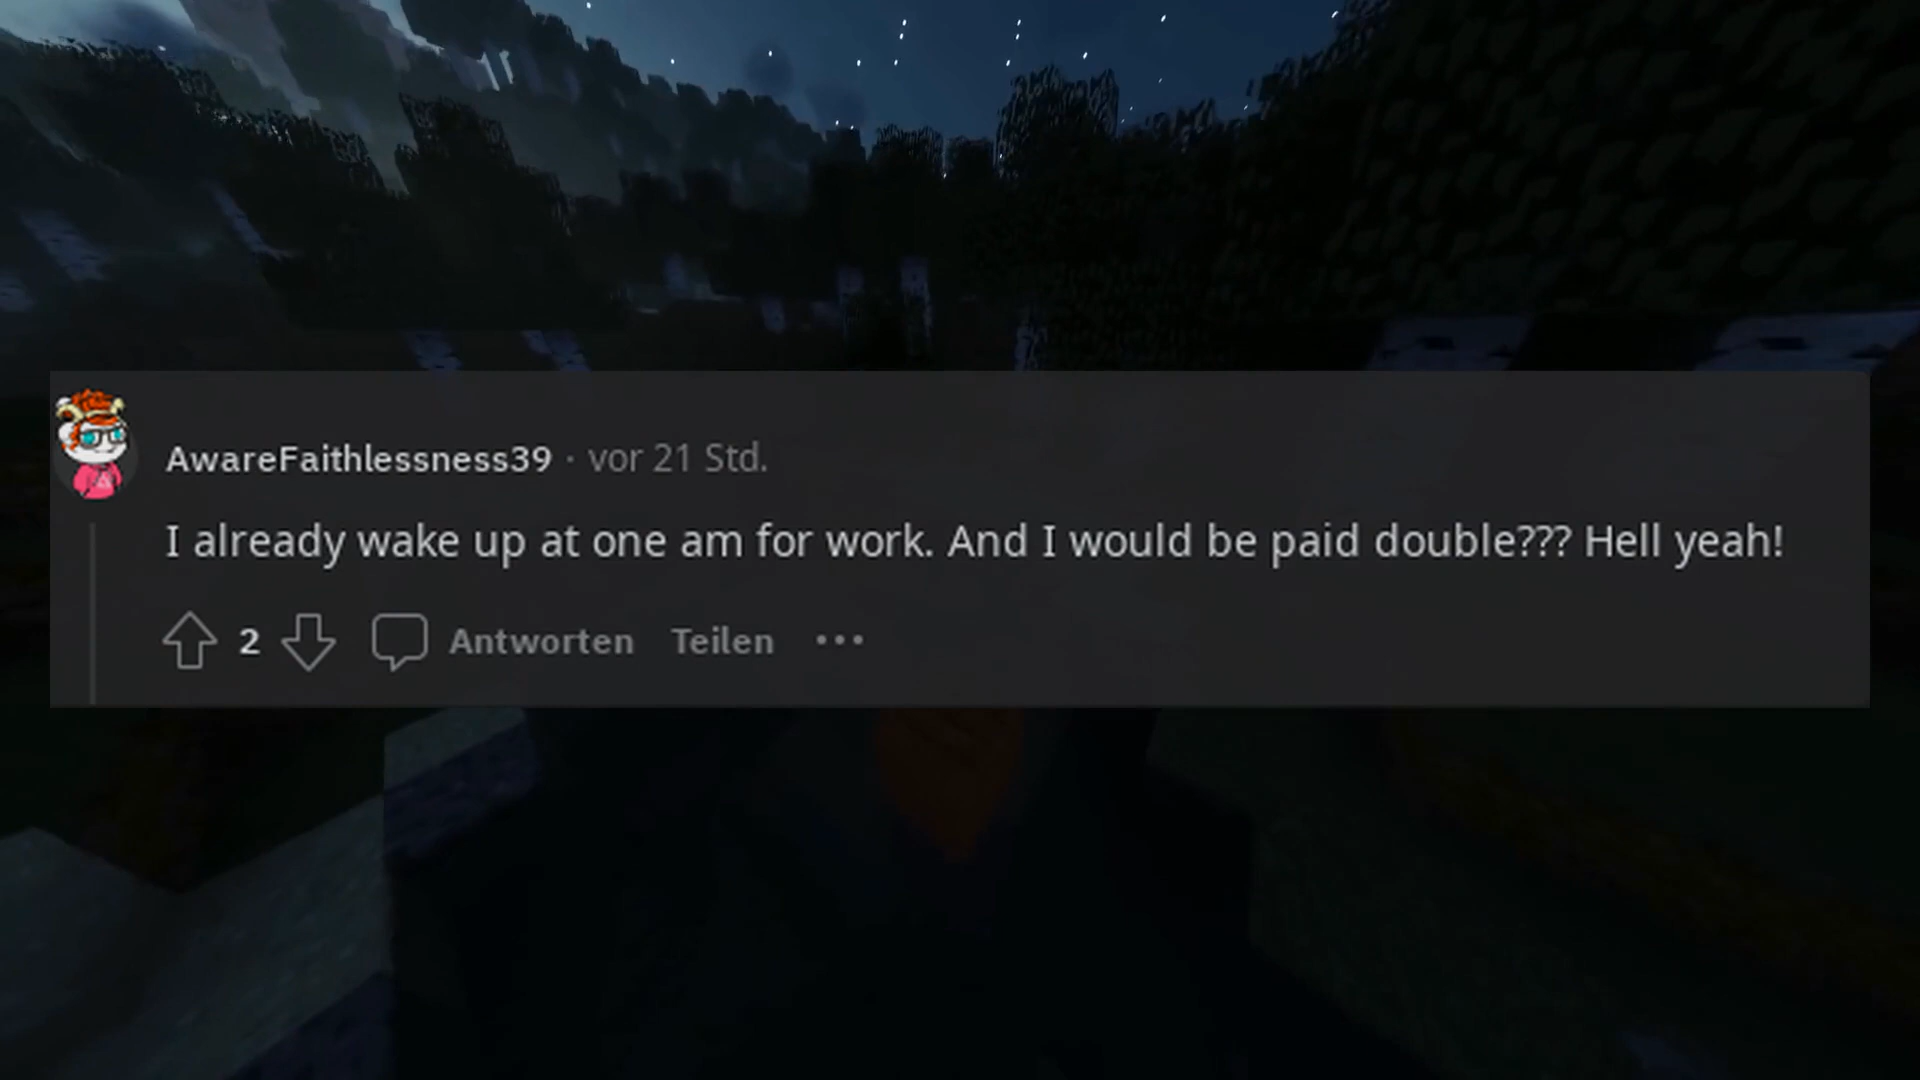 AwareFaithlessness39 · vor 21 Std.
I already wake up at one am for work. And I would be paid double??? Hell yeah!
2 Antworten Teilen ...